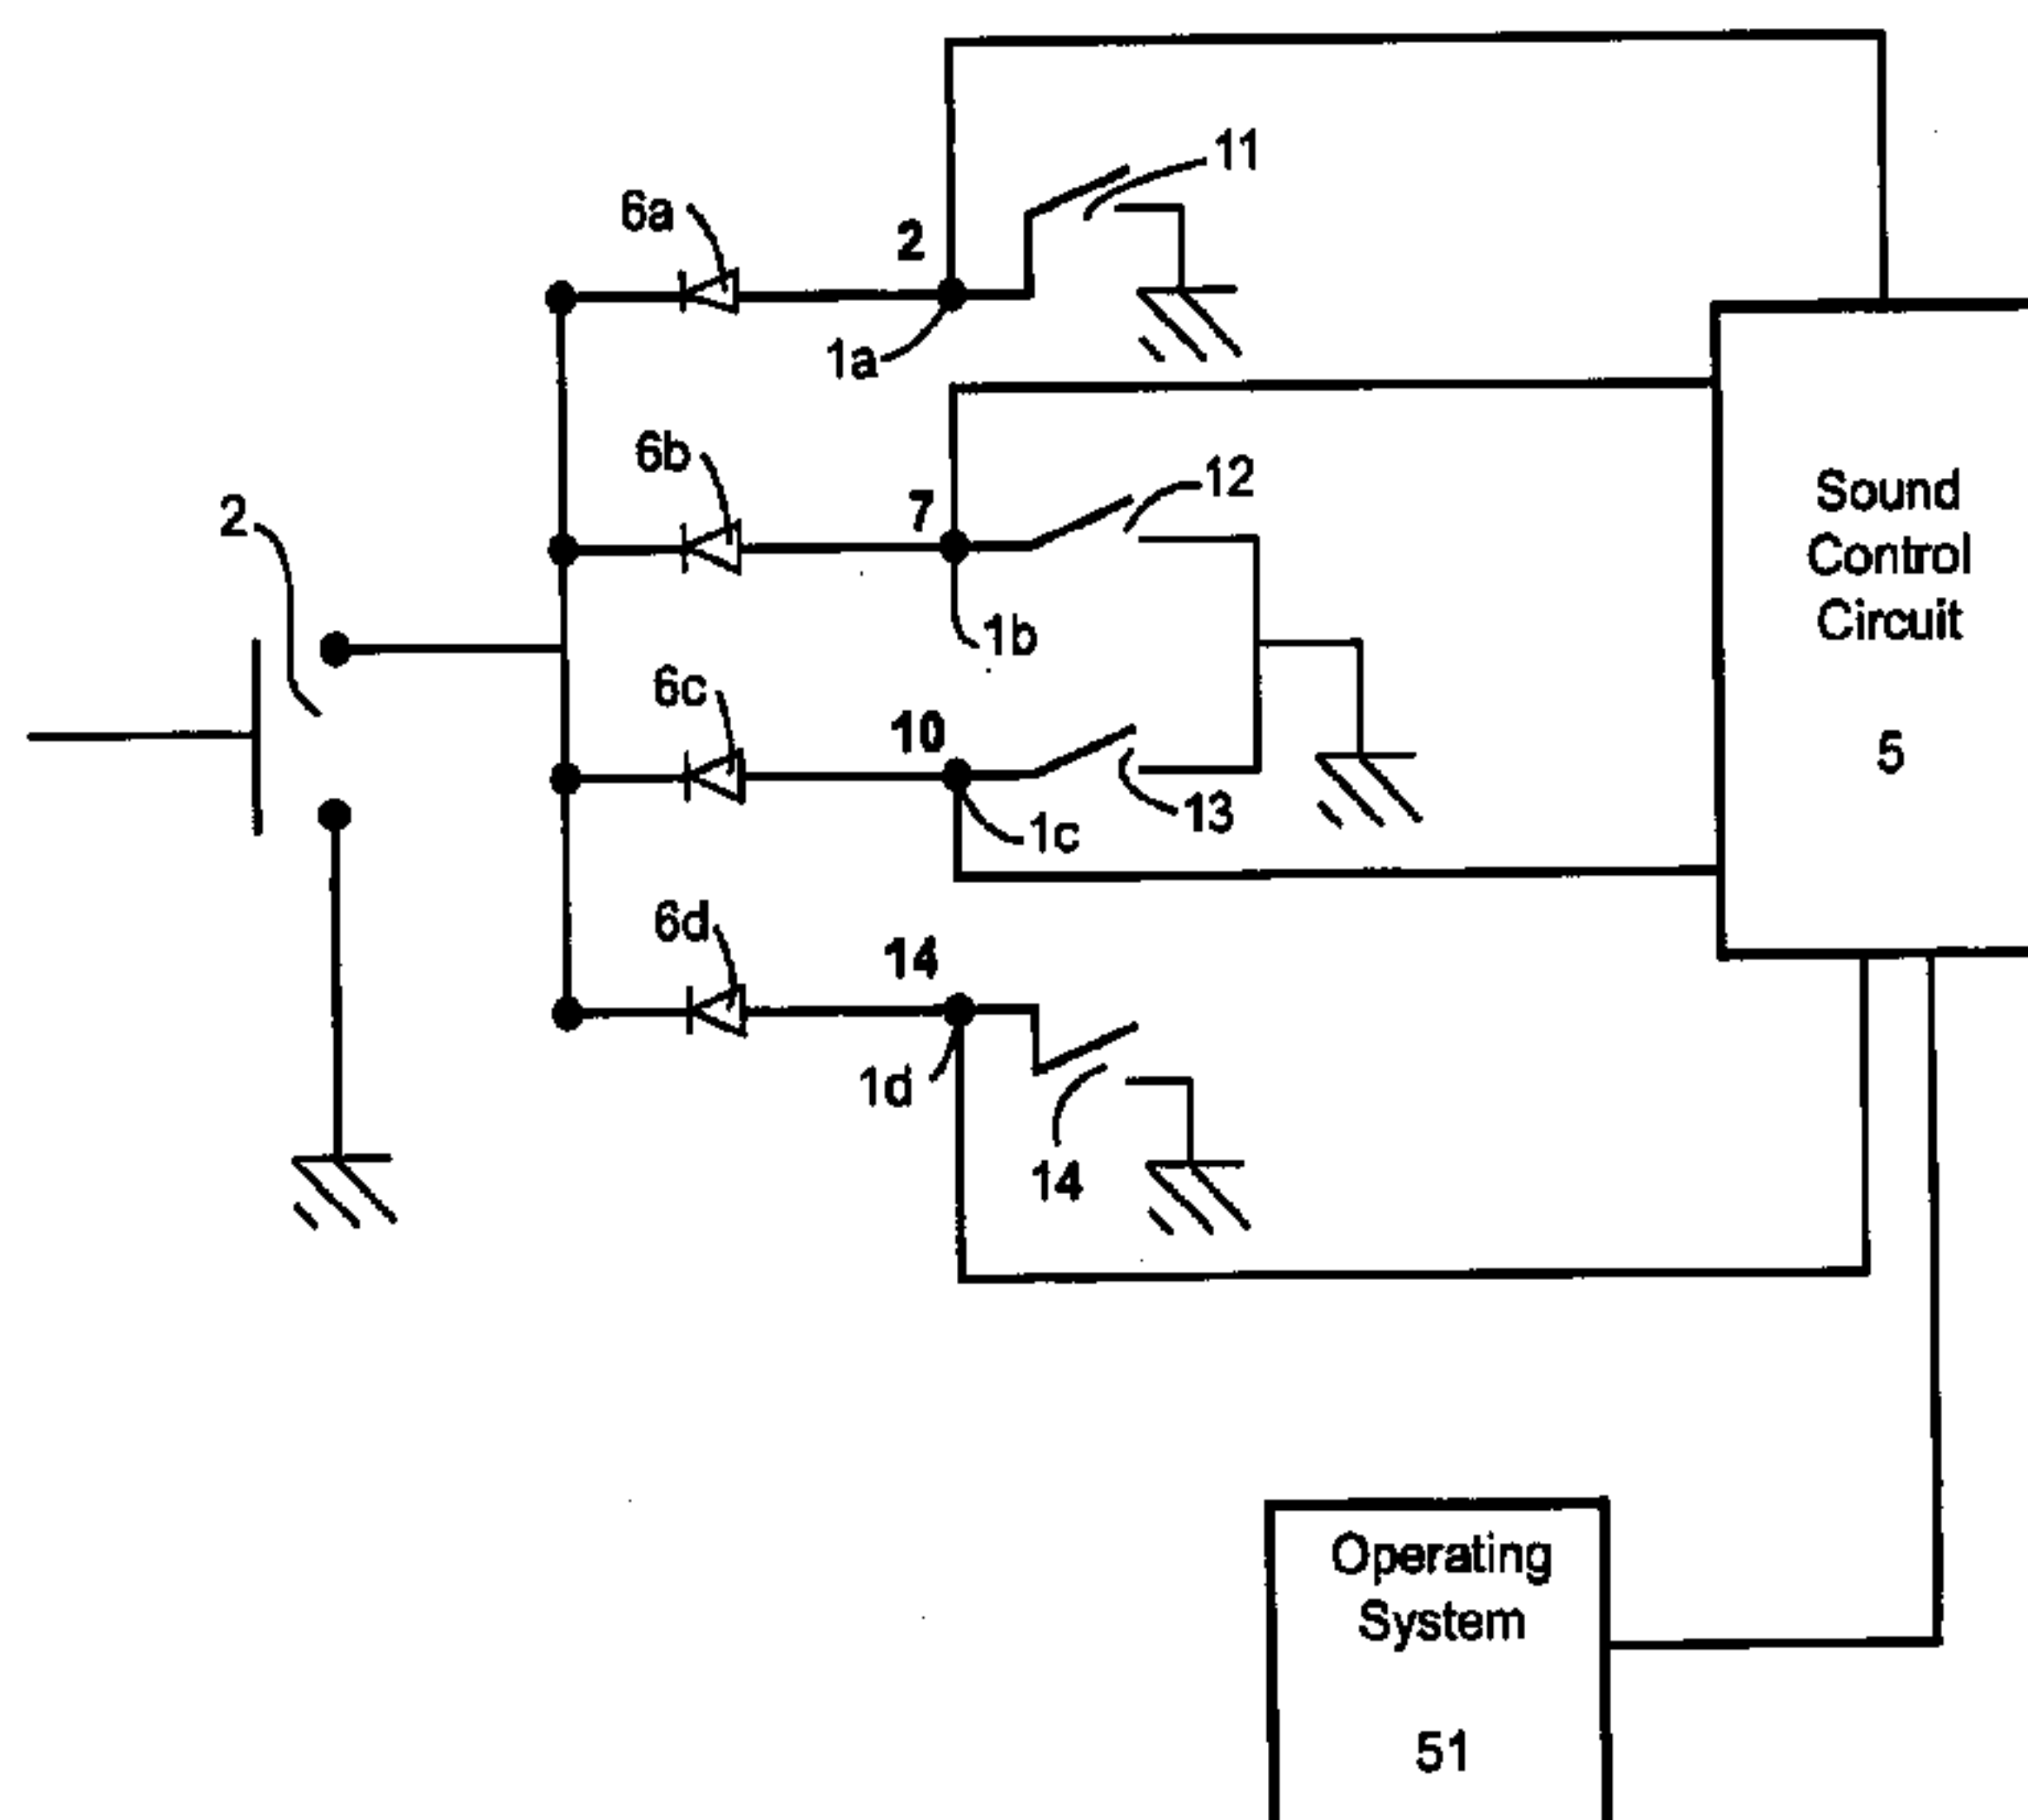 11
6a
2
1a
6b
12
7
2
Sound
Control
Circuit
1b
6c
10
5
13
1c
6d
14
1d
14
Operating
System
51